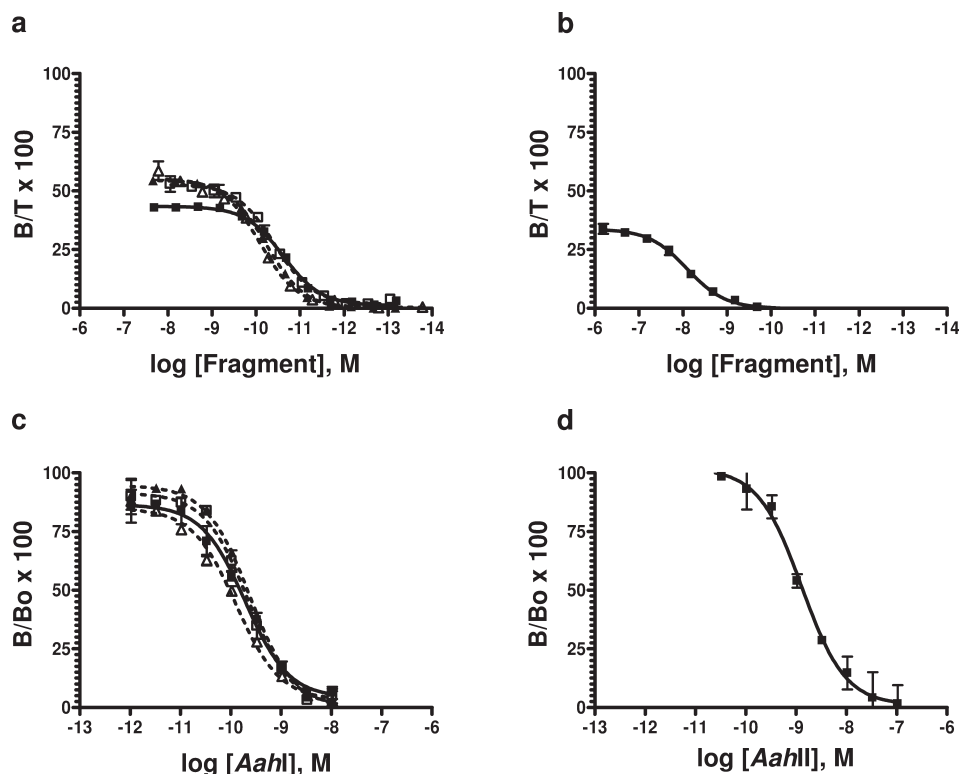 a
b
100
75
50
25
0
B/T x 100
-6 -7 -8 -9 -10 -11 -12 -13 -14
log [Fragment], M
100
75
50
25
0
B/T x 100
-6 -7 -8 -9 -10 -11 -12 -13 -14
log [Fragment], M
c
d
100
75
50
25
0
B/Bo x 100
-13 -12 -11 -10 -9 -8 -7 -6
log [AahI], M
100
75
50
25
0
B/Bo x 100
-13 -12 -11 -10 -9 -8 -7 -6
log [AahII], M